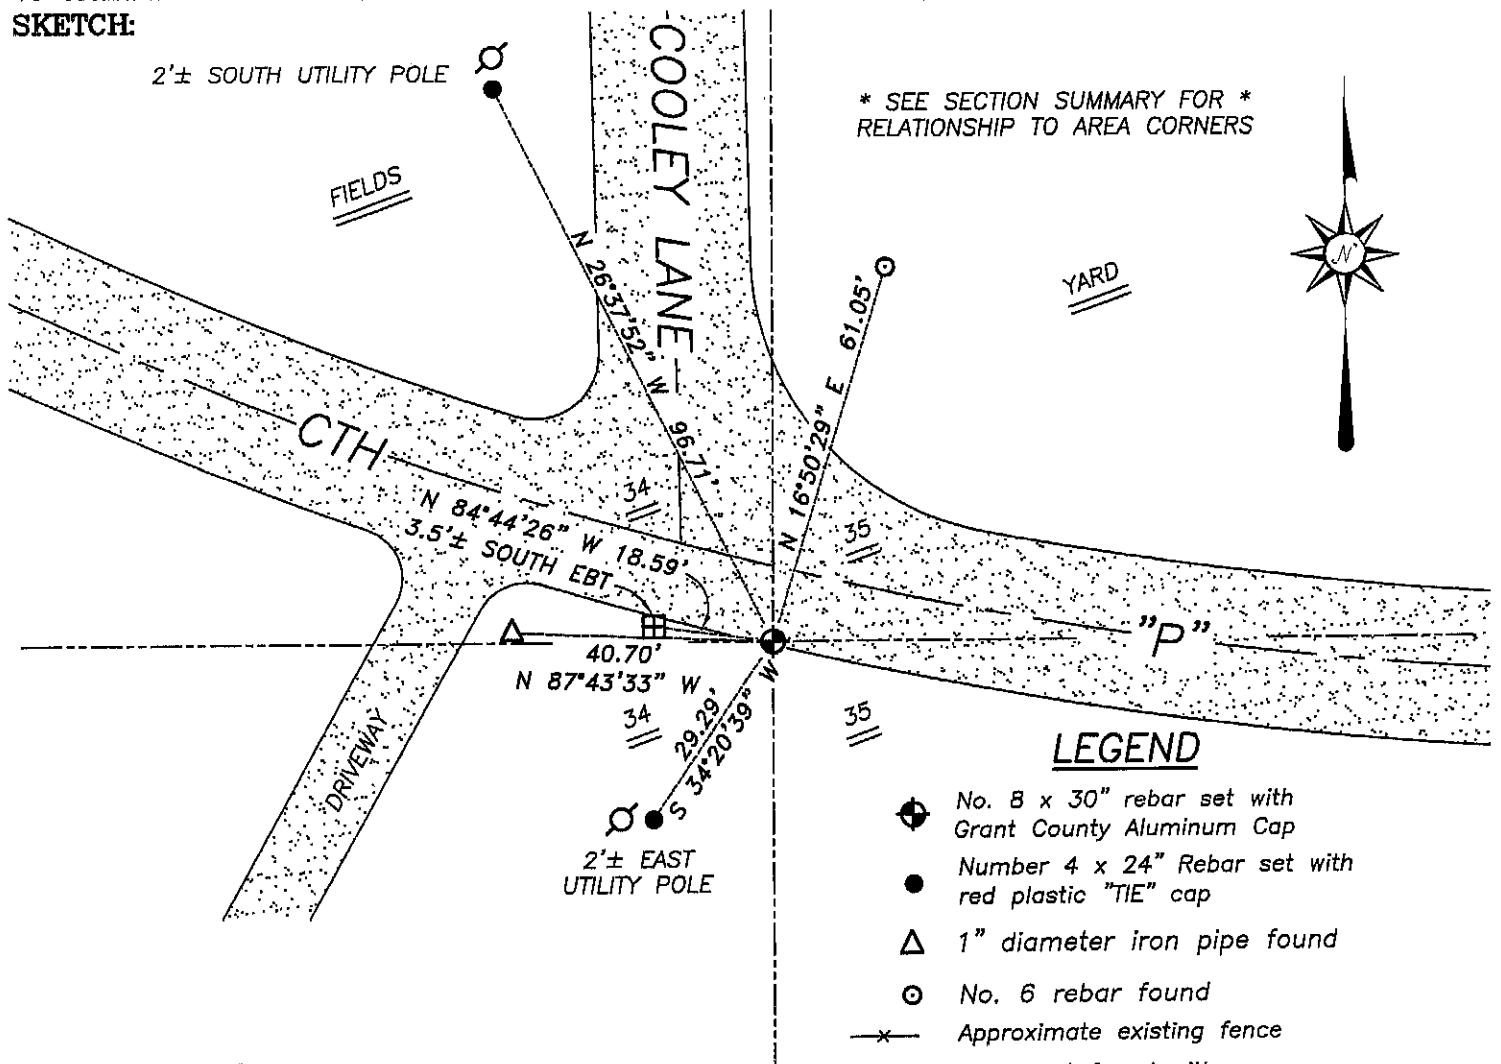 SKETCH:
2'± SOUTH UTILITY POLE
COOLEY LANE
* SEE SECTION SUMMARY FOR *
RELATIONSHIP TO AREA CORNERS
FIELDS
YARD
N
N 26°37'52" W 96.71'
N 16°50'29" E 61.05'
CTH
34
35
N 84°44'26" W 18.59'
3.5'± SOUTH EBT
"P"
40.70'
N 87°43'33" W
34
35
29.29'
S 34°20'39" W
DRIVEWAY
2'± EAST
UTILITY POLE
LEGEND
No. 8 x 30" rebar set with
Grant County Aluminum Cap
Number 4 x 24" Rebar set with
red plastic "TIE" cap
1" diameter iron pipe found
No. 6 rebar found
Approximate existing fence